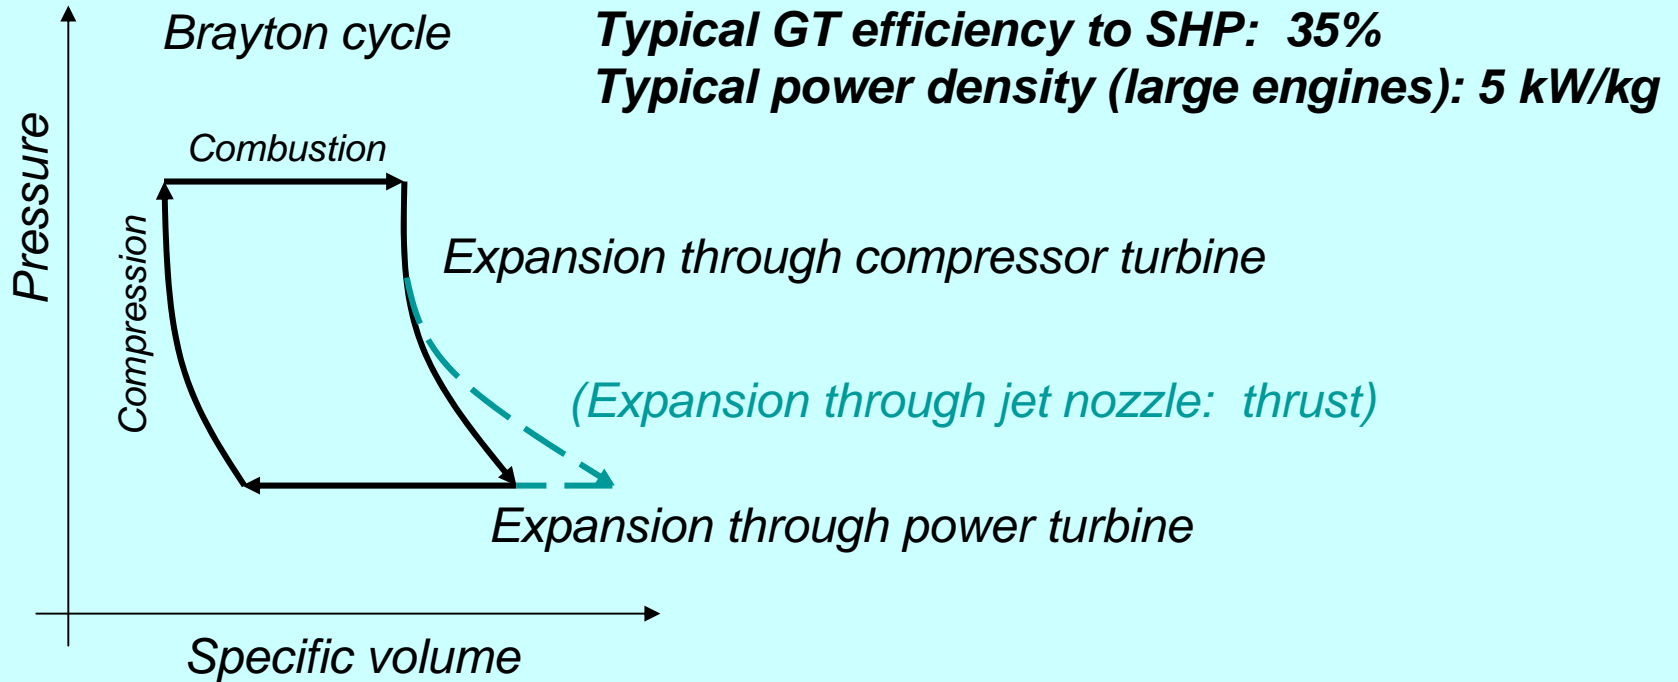 Brayton cycle
Typical GT efficiency to SHP:  35%
Typical power density (large engines): 5 kW/kg
Pressure
Combustion
Compression
Expansion through compressor turbine
(Expansion through jet nozzle:  thrust)
Expansion through power turbine
Specific volume